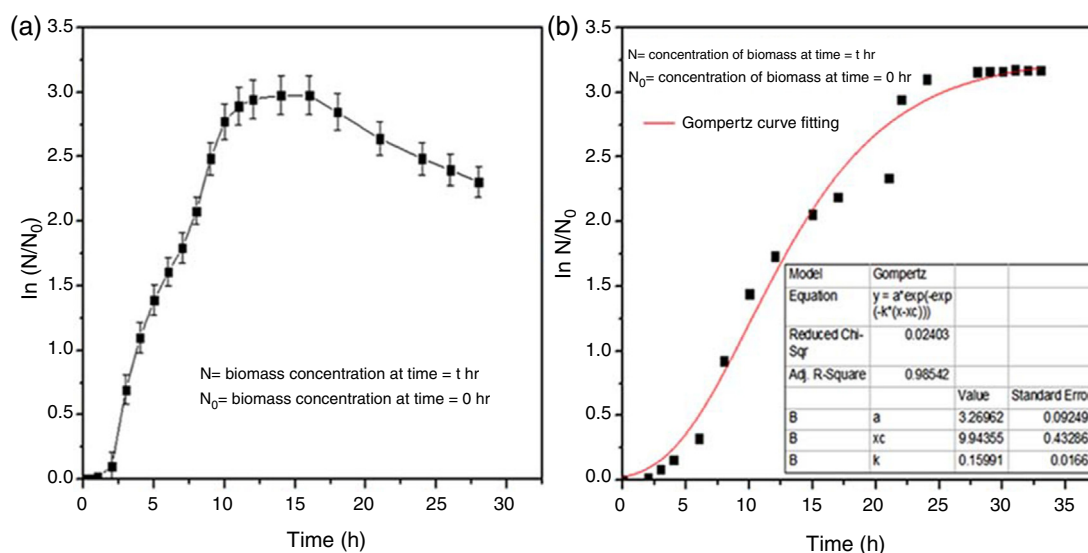 (a)
3.5
3.0
2.5
2.0
1.5
1.0
0.5
0.0
0 5 10 15 20 25 30
ln (N/N0)
Time (h)
N= biomass concentration at time = t hr
N0= biomass concentration at time = 0 hr
(b)
3.5
3.0
2.5
2.0
1.5
1.0
0.5
0.0
0 5 10 15 20 25 30 35
ln N/N0
Time (h)
N= concentration of biomass at time = t hr
N0= concentration of biomass at time = 0 hr
Gompertz curve fitting
Model Gompertz
Equation y = a*exp(-exp
(-k*(x-xc)))
Reduced Chi- 0.02403
Sqr
Adj. R-Square 0.98542
Value Standard Erro
B a 3.26962 0.09249
B xc 9.94355 0.43286
B k 0.15991 0.0166